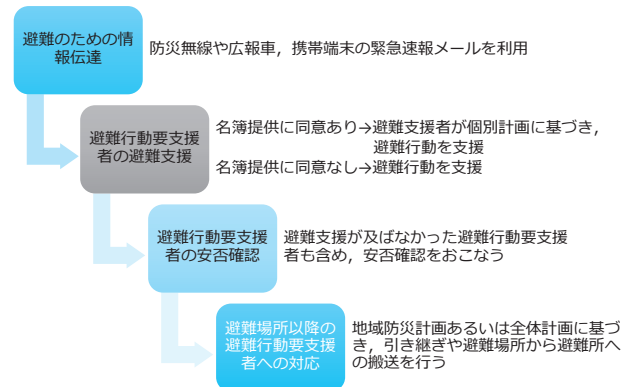 避難のための情
報伝達
防災無線や広報車，携帯端末の緊急速報メールを利用
避難行動要支援
者の避難支援
名簿提供に同意あり→避難支援者が個別計画に基づき，
避難行動を支援
名簿提供に同意なし→避難行動を支援
避難行動要支援
者の安否確認
避難支援が及ばなかった避難行動要支援
者も含め，安否確認をおこなう
避難場所以降の
避難行動要支援
者への対応
地域防災計画あるいは全体計画に基づ
き，引き継ぎや避難場所から避難所へ
の搬送を行う